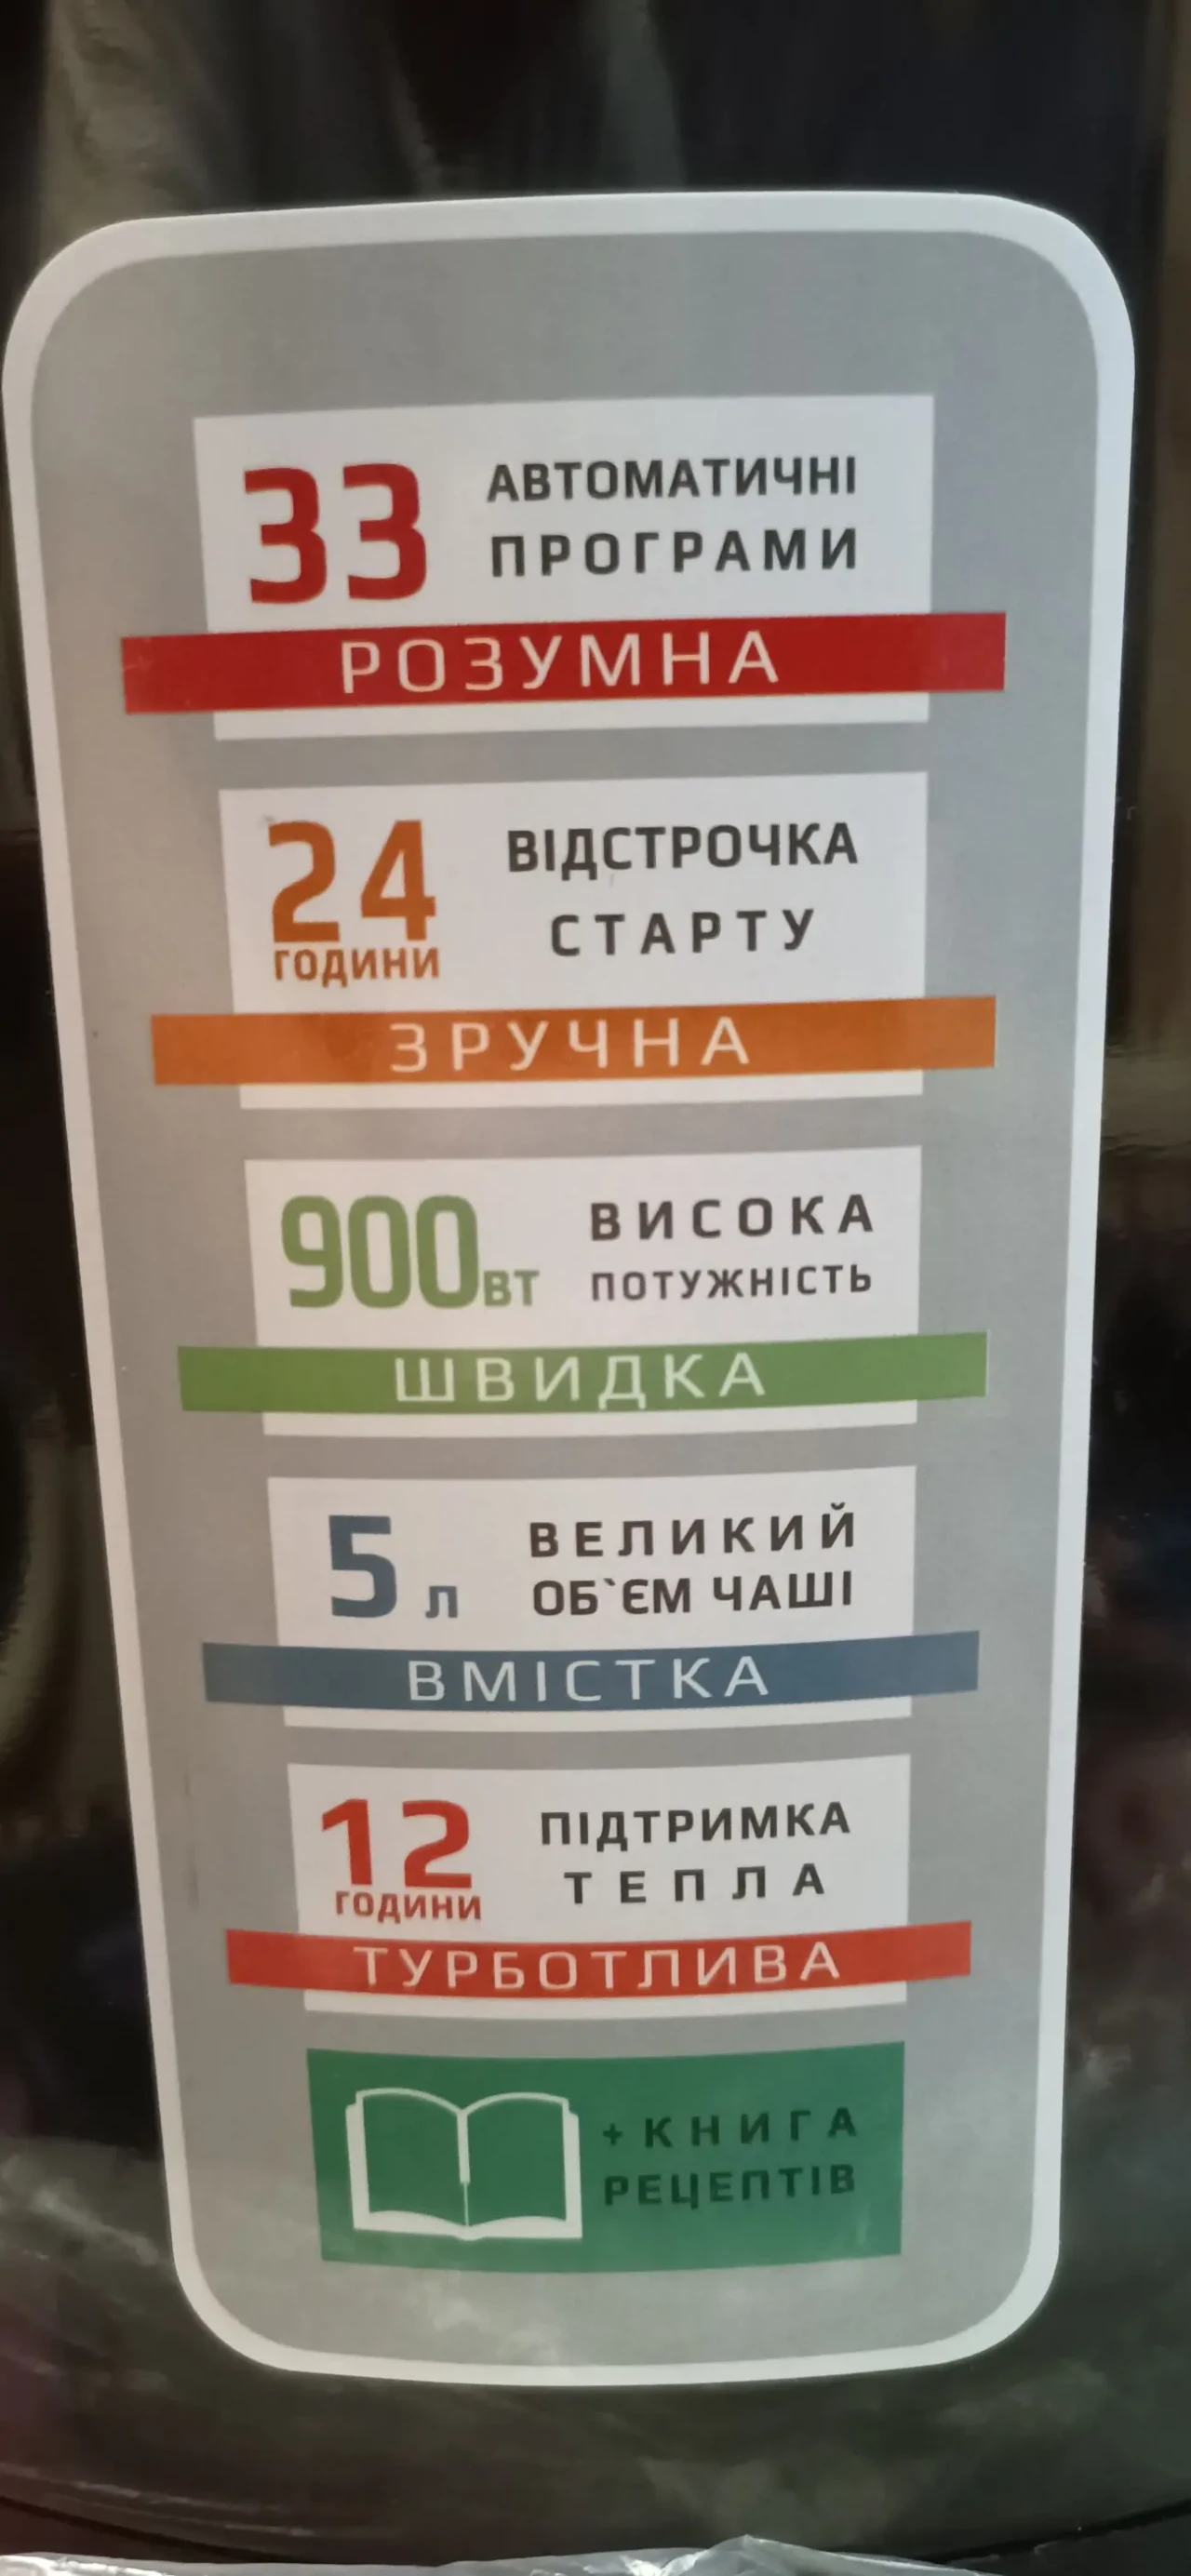 33 АВТОМАТИЧНІ
ПРОГРАМИ
РОЗУМНА
24 ВІДСТРОЧКА
ГОДИНИ СТАРТУ
ЗРУЧНА
900ВТ ВИСОКА
ПОТУЖНІСТЬ
ШВИДКА
5 л ВЕЛИКИЙ
ОБ`ЄМ ЧАШІ
ВМІСТКА
12 ПІДТРИМКА
ГОДИНИ ТЕПЛА
ТУРБОТЛИВА
+КНИГА
РЕЦЕПТІВ